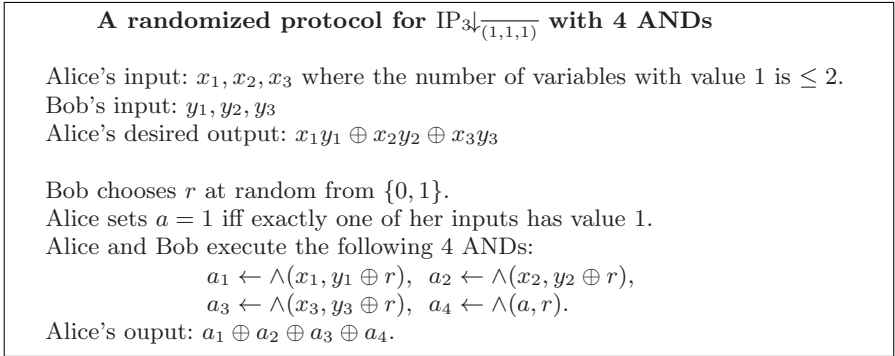 A randomized protocol for IP₃↓_{\overline{(1,1,1)}} with 4 ANDs
Alice's input: x₁, x₂, x₃ where the number of variables with value 1 is ≤ 2.
Bob's input: y₁, y₂, y₃
Alice's desired output: x₁y₁ ⊕ x₂y₂ ⊕ x₃y₃
Bob chooses r at random from {0, 1}.
Alice sets a = 1 iff exactly one of her inputs has value 1.
Alice and Bob execute the following 4 ANDs:
a₁ ← ∧(x₁, y₁ ⊕ r), a₂ ← ∧(x₂, y₂ ⊕ r),
a₃ ← ∧(x₃, y₃ ⊕ r), a₄ ← ∧(a, r).
Alice's ouput: a₁ ⊕ a₂ ⊕ a₃ ⊕ a₄.